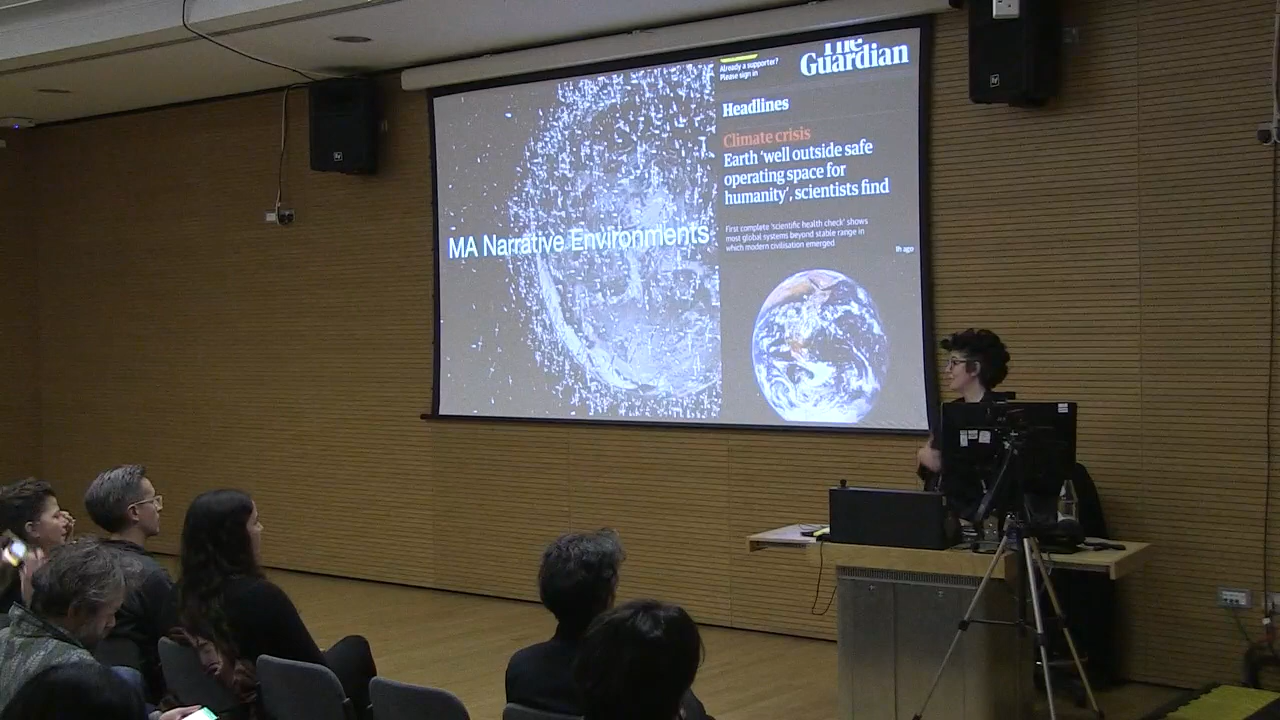 Already a supporter?
Please sign in
The
Guardian
Headlines
Climate crisis
Earth 'well outside safe
operating space for
humanity', scientists find
First complete 'scientific health check' shows
most global systems beyond stable range in
which modern civilisation emerged
1h ago
MA Narrative Environments